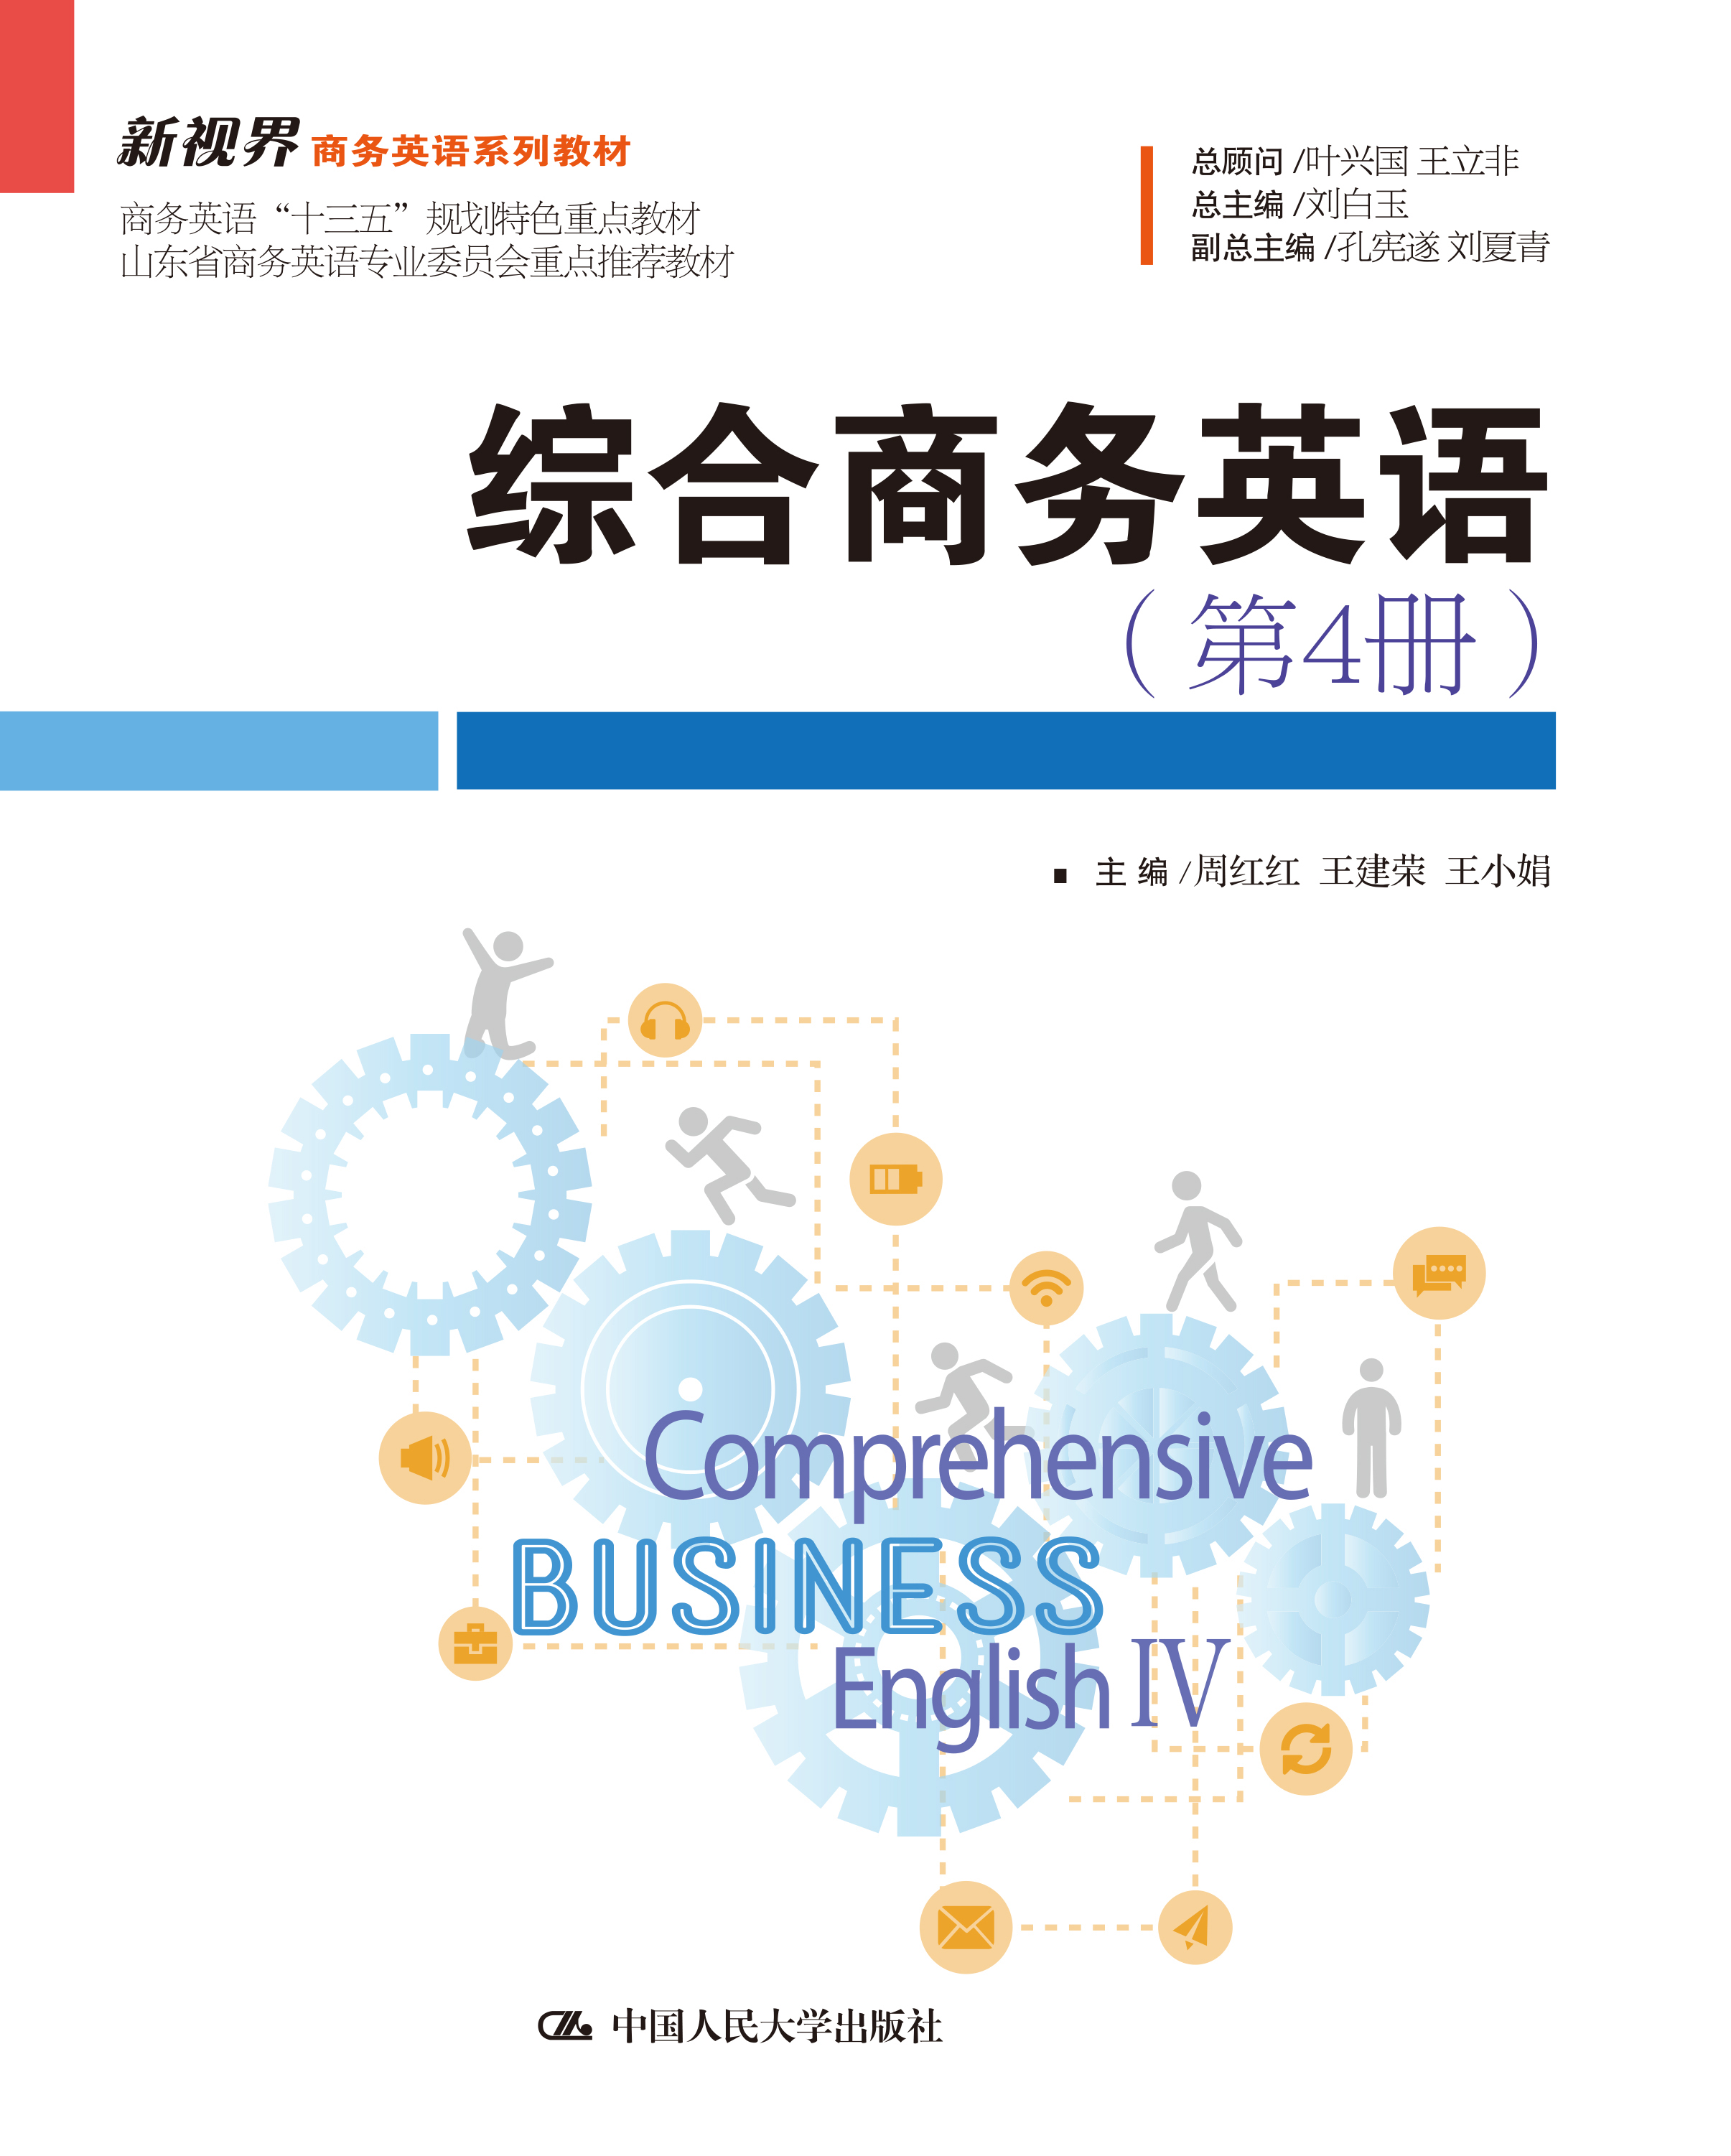 新视界 商务英语系列教材
商务英语“十三五”规划特色重点教材
山东省商务英语专业委员会重点推荐教材
总顾问 /叶兴国 王立非
总主编 /刘白玉
副总主编 /孔宪遂 刘夏青
综合商务英语
（第4册）
主 编 /周红红 王建荣 王小娟
Comprehensive
BUSINESS
English IV
中国人民大学出版社